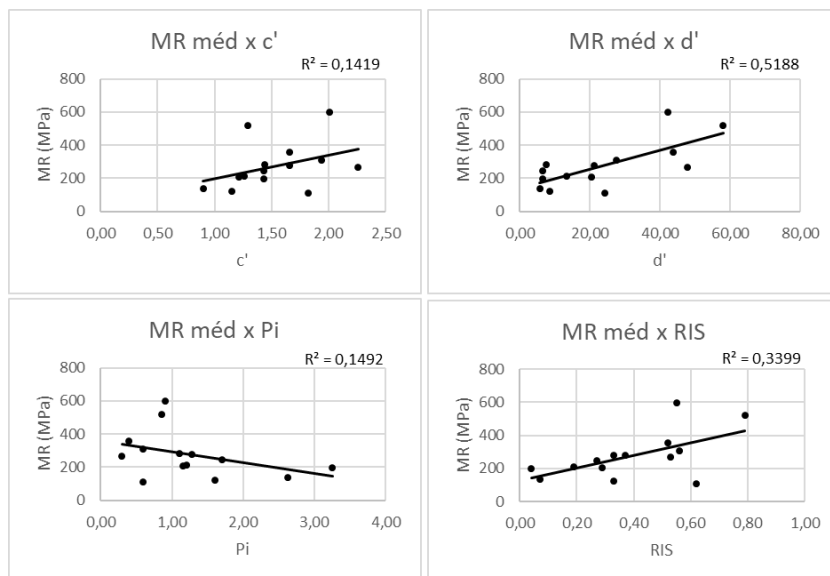 MR méd x c'
R² = 0,1419
MR (MPa)
800
600
400
200
0
0,00 0,50 1,00 1,50 2,00 2,50
c'
MR méd x d'
R² = 0,5188
MR (MPa)
800
600
400
200
0
0,00 20,00 40,00 60,00 80,00
d'
MR méd x Pi
R² = 0,1492
MR (MPa)
800
600
400
200
0
0,00 1,00 2,00 3,00 4,00
Pi
MR méd x RIS
R² = 0,3399
MR (MPa)
800
600
400
200
0
0,00 0,20 0,40 0,60 0,80 1,00
RIS